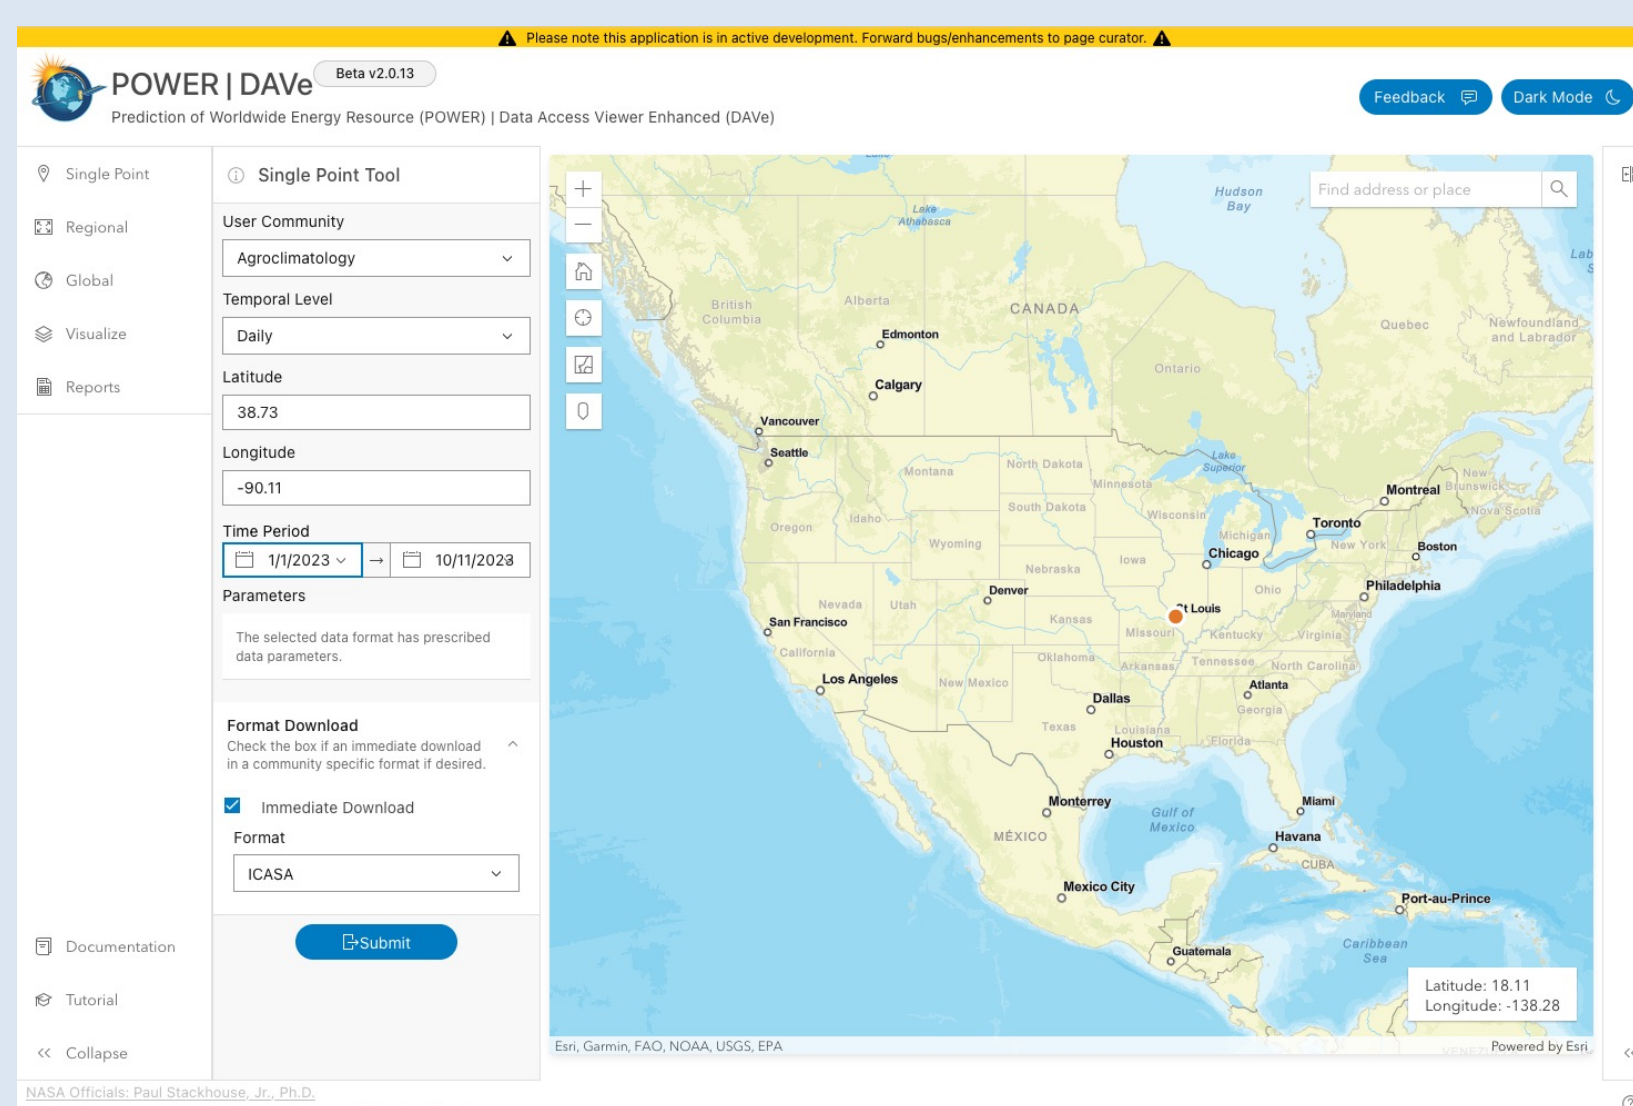 Please note this application is in active development. Forward bugs/enhancements to page curator.
POWER | DAVe
Beta v2.0.13
Prediction of Worldwide Energy Resource (POWER) | Data Access Viewer Enhanced (DAVe)
Feedback
Dark Mode
Single Point
Regional
Global
Visualize
Reports
Documentation
Tutorial
Collapse
Single Point Tool
User Community
Agroclimatology
Temporal Level
Daily
Latitude
38.73
Longitude
-90.11
Time Period
1/1/2023 → 10/11/2023
Parameters
The selected data format has prescribed
data parameters.
Format Download
Check the box if an immediate download
in a community specific format if desired.
Immediate Download
Format
ICASA
Submit
Find address or place
Hudson
Bay
Lake
Athabasca
British
Columbia
Alberta
CANADA
Edmonton
Quebec
Newfoundland
and Labrador
Ontario
Calgary
Vancouver
Seattle
Lake
Superior
Montana
North Dakota
Minnesota
New
Brunswick
Montreal
Nova Scotia
South Dakota
Wisconsin
Oregon
Idaho
Toronto
Michigan
New York
Boston
Wyoming
Chicago
Iowa
Nebraska
Philadelphia
Denver
Ohio
Nevada
Utah
St Louis
Maryland
San Francisco
Kansas
Missouri
Kentucky
Virginia
California
Oklahoma
Arkansas
Tennessee
North Carolina
Los Angeles
New Mexico
Atlanta
Dallas
Georgia
Texas
Louisiana
Houston
Florida
Monterrey
Miami
Gulf of
Mexico
MÉXICO
Havana
CUBA
Mexico City
Port-au-Prince
Caribbean
Sea
Guatemala
Latitude: 18.11
Longitude: -138.28
Esri, Garmin, FAO, NOAA, USGS, EPA
Powered by Esri
NASA Officials: Paul Stackhouse, Jr., Ph.D.